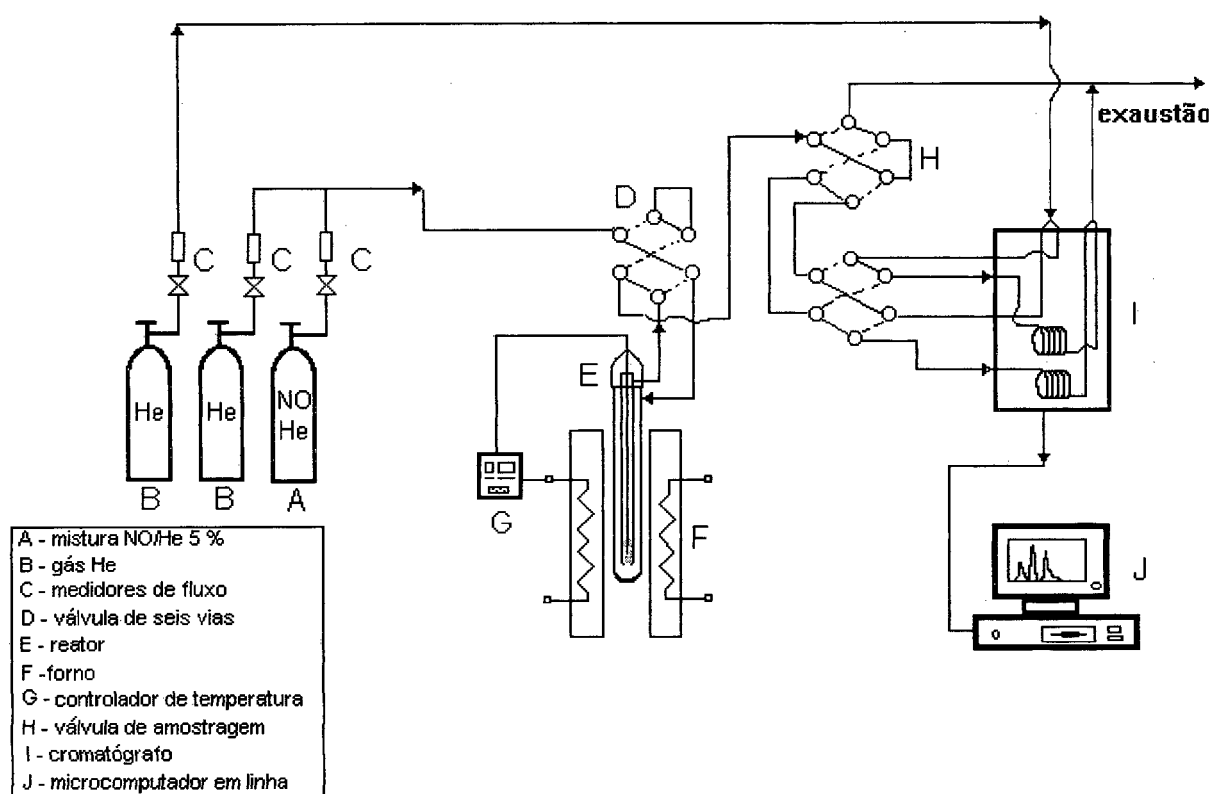 exaustão
H
D
C
C
C
I
E
He
He
NO
He
B
B
A
G
F
J
A - mistura NO/He 5 %
B - gás He
C - medidores de fluxo
D - válvula de seis vias
E - reator
F -forno
G - controlador de temperatura
H - válvula de amostragem
I - cromatógrafo
J - microcomputador em linha